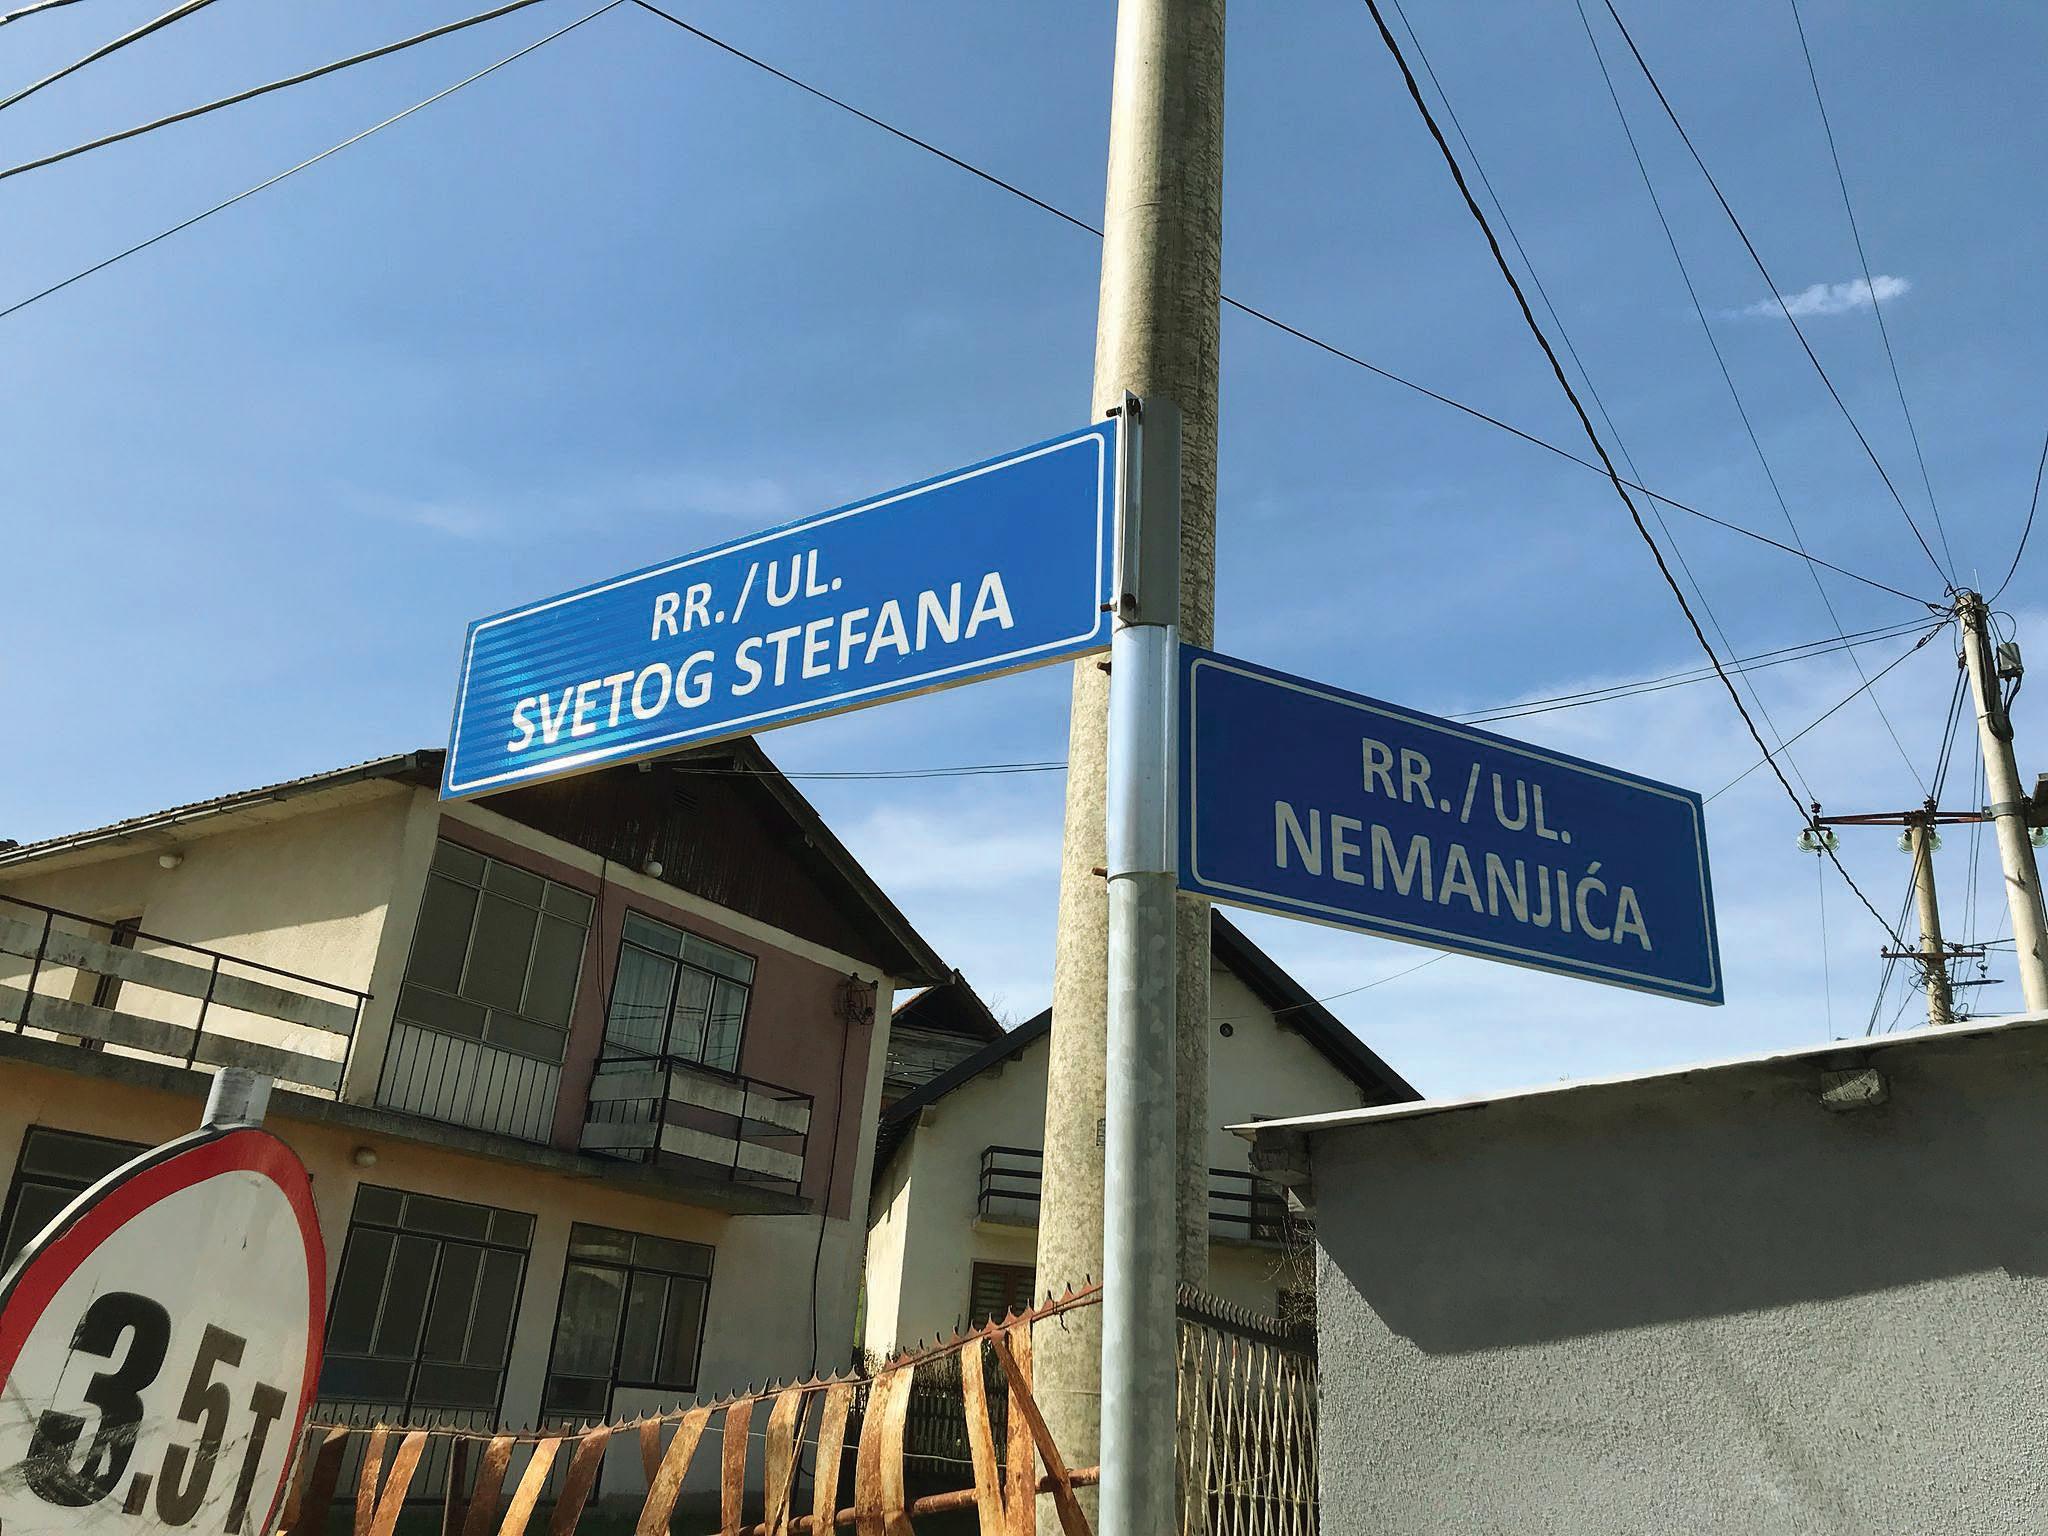 RR./UL.
SVETOG STEFANA
RR./UL.
NEMANJIĆA
3.5T